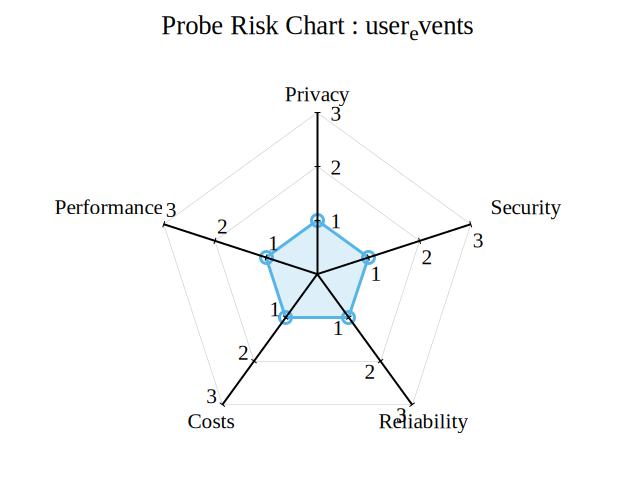 Probe Risk Chart : userₑvents
Privacy
3
2
1
Performance
3
2
1
Security
3
2
1
1
2
3
Costs
1
2
3
Reliability